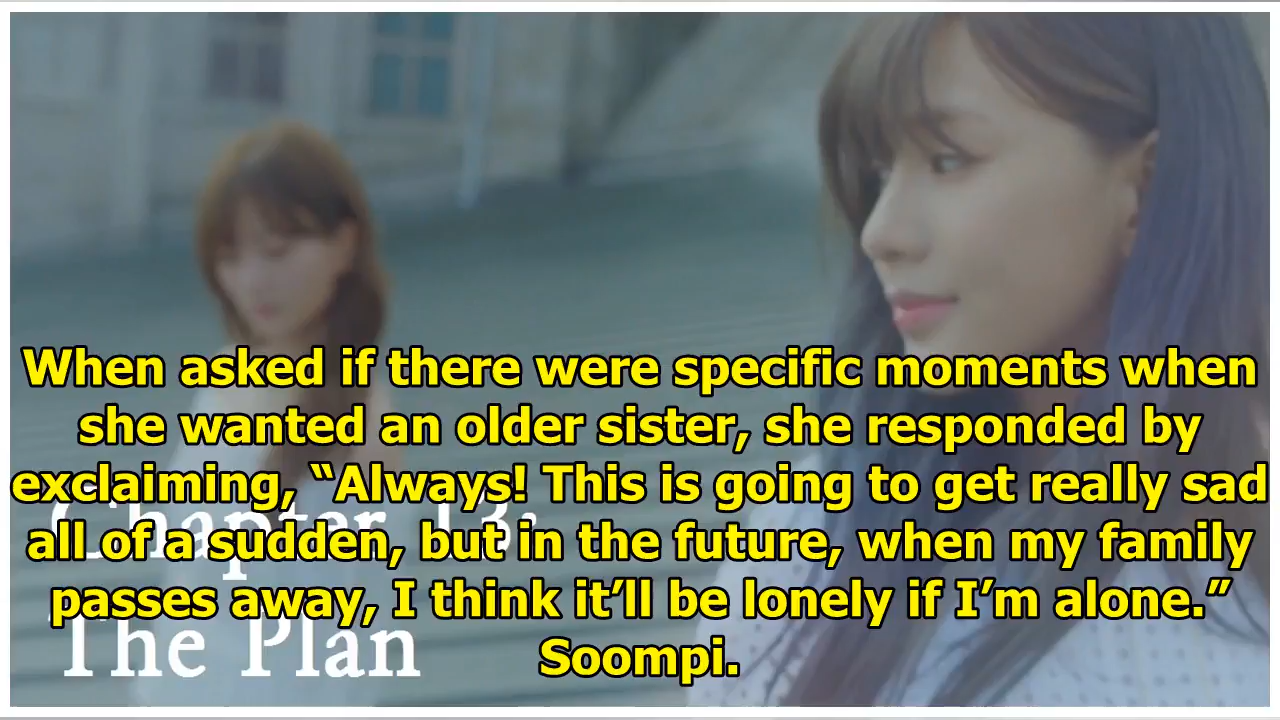 When asked if there were specific moments when
she wanted an older sister, she responded by
exclaiming, “Always! This is going to get really sad
all of a sudden, but in the future, when my family
passes away, I think it’ll be lonely if I’m alone.”
Soompi.
Chapter 13:
The Plan